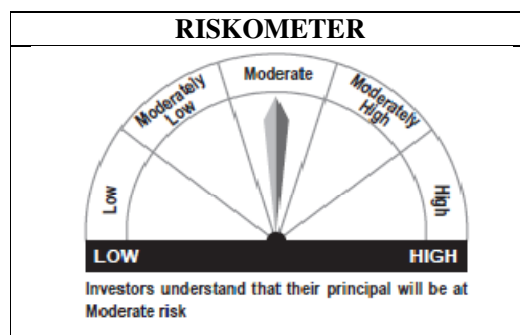 RISKOMETER
Low
Moderately
Low
Moderate
Moderately
High
High
LOW HIGH
Investors understand that their principal will be at
Moderate risk